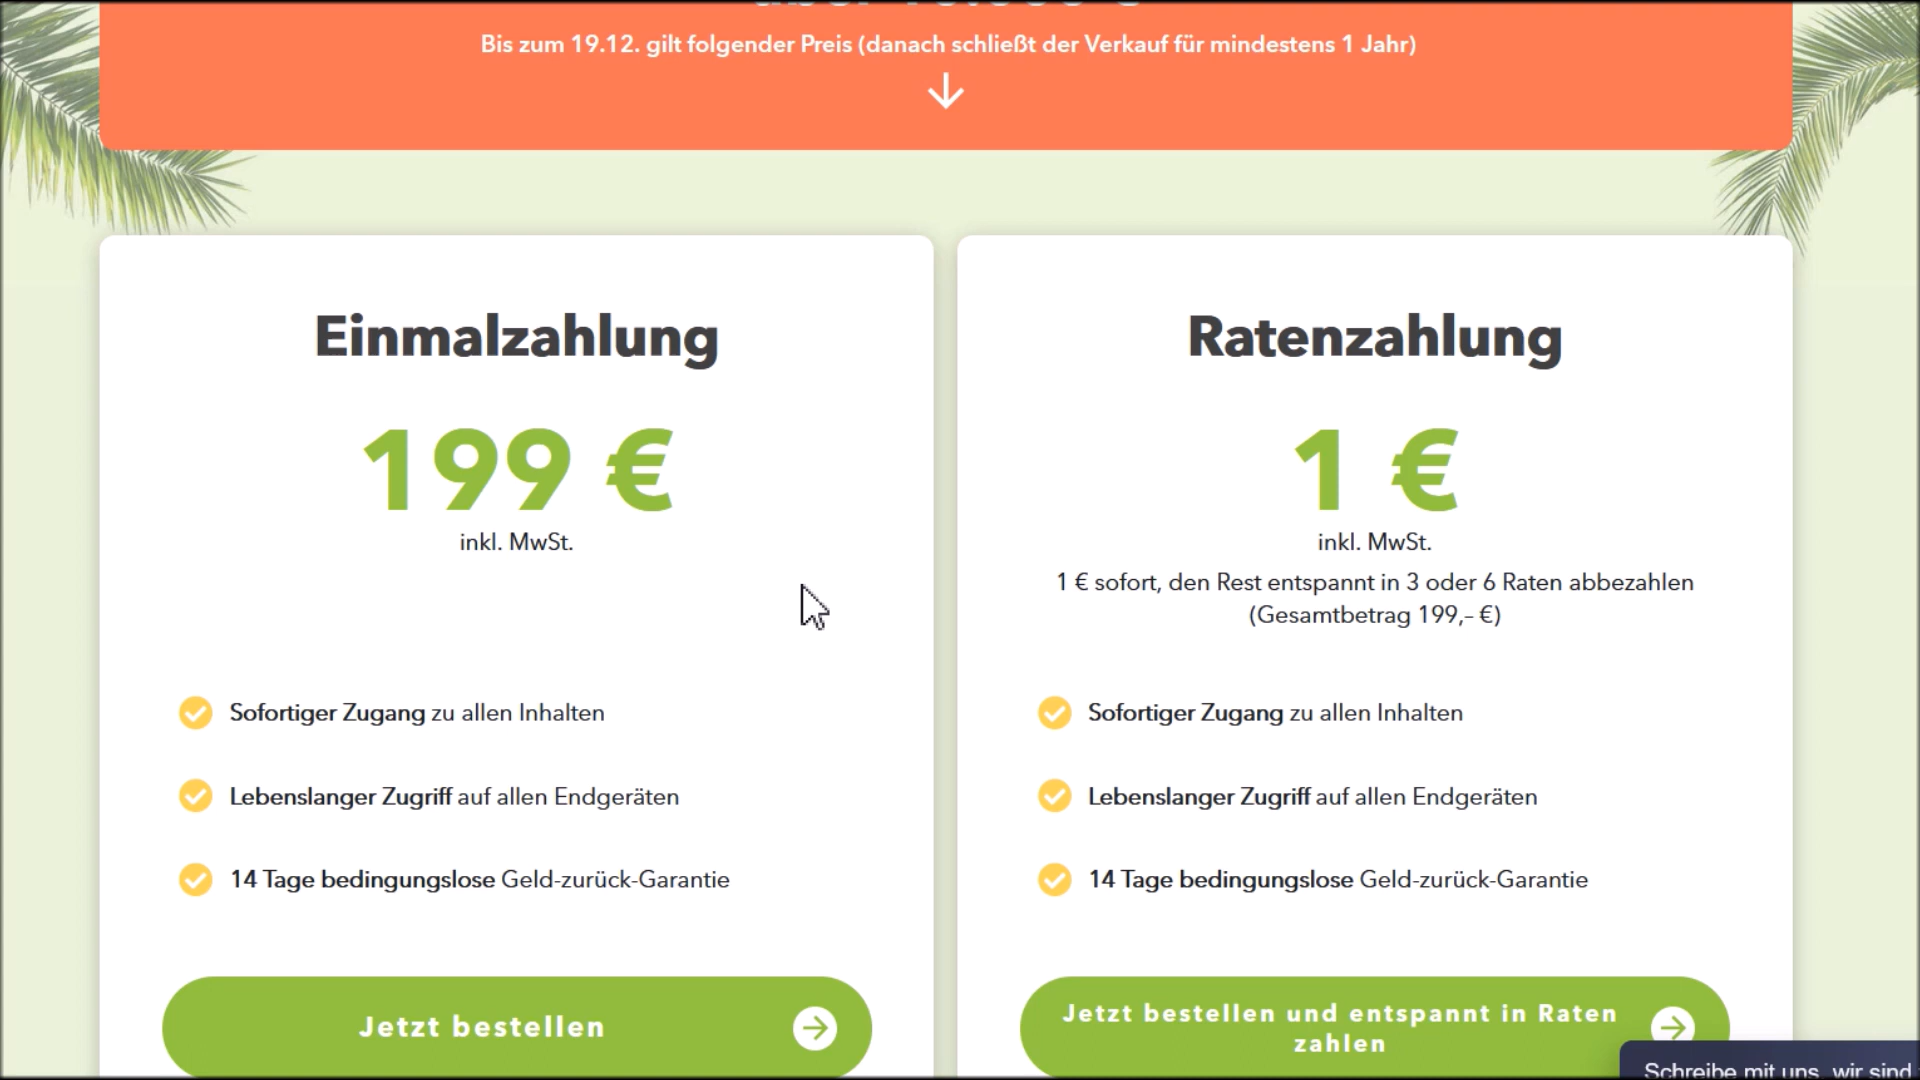 Bis zum 19.12. gilt folgender Preis (danach schließt der Verkauf für mindestens 1 Jahr)
Einmalzahlung
199 €
inkl. MwSt.
Sofortiger Zugang zu allen Inhalten
Lebenslanger Zugriff auf allen Endgeräten
14 Tage bedingungslose Geld-zurück-Garantie
Jetzt bestellen
Ratenzahlung
1 €
inkl. MwSt.
1 € sofort, den Rest entspannt in 3 oder 6 Raten abbezahlen
(Gesamtbetrag 199,– €)
Sofortiger Zugang zu allen Inhalten
Lebenslanger Zugriff auf allen Endgeräten
14 Tage bedingungslose Geld-zurück-Garantie
Jetzt bestellen und entspannt in Raten
zahlen
Schreibe mit uns, wir sind